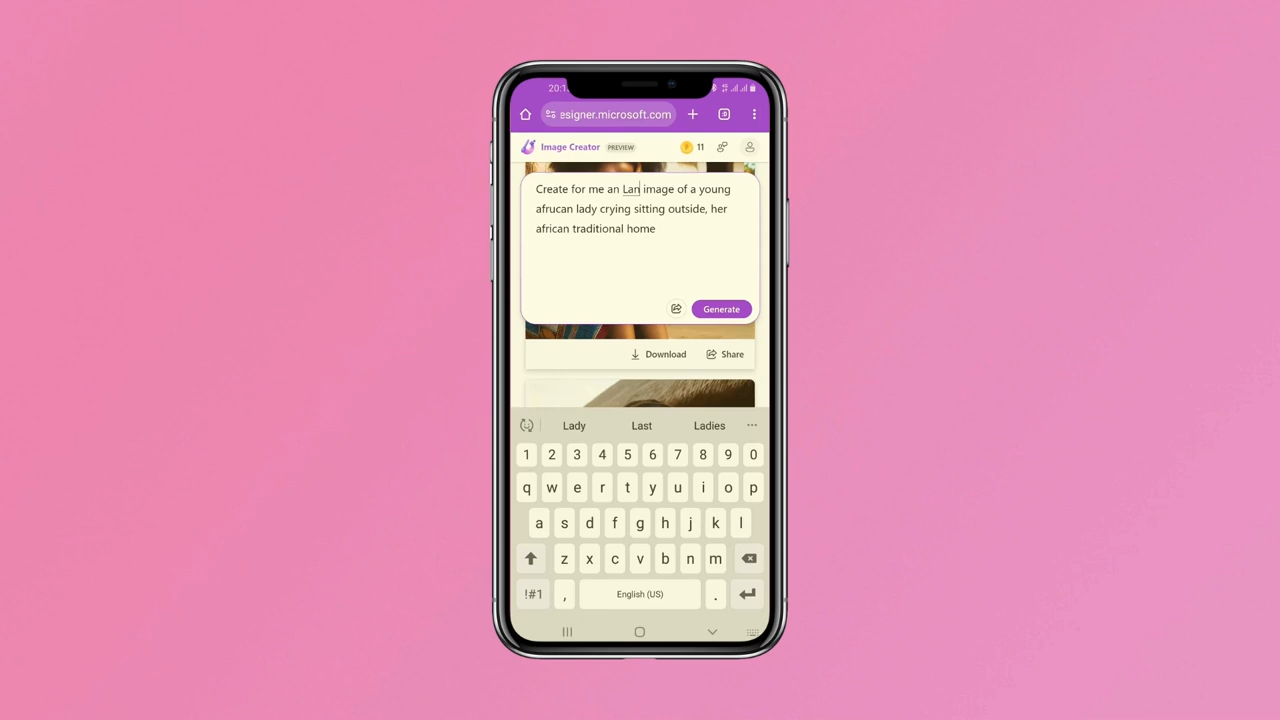 20:1
esigner.microsoft.com
:D
Image Creator PREVIEW 11
Create for me an Lan image of a young
afrucan lady crying sitting outside, her
african traditional home
Generate
Download Share
Lady Last Ladies
1 2 3 4 5 6 7 8 9 0
q w e r t y u i o p
a s d f g h j k l
z x c v b n m
!#1 , English (US) .